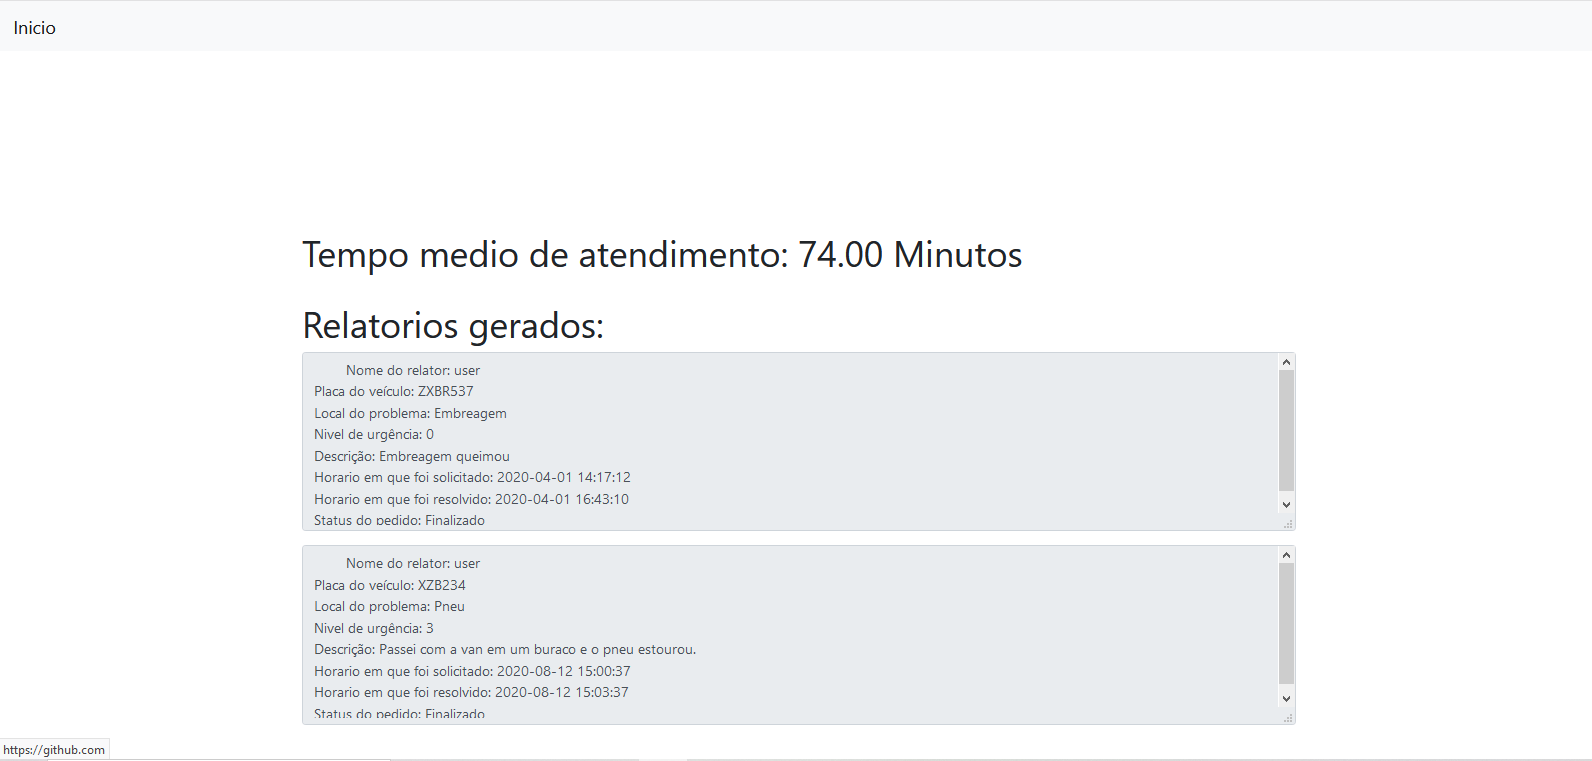 Inicio
Tempo medio de atendimento: 74.00 Minutos
Relatorios gerados:
Nome do relator: user
Placa do veículo: ZXBR537
Local do problema: Embreagem
Nivel de urgência: 0
Descrição: Embreagem queimou
Horario em que foi solicitado: 2020-04-01 14:17:12
Horario em que foi resolvido: 2020-04-01 16:43:10
Status do pedido: Finalizado
Nome do relator: user
Placa do veículo: XZB234
Local do problema: Pneu
Nivel de urgência: 3
Descrição: Passei com a van em um buraco e o pneu estourou.
Horario em que foi solicitado: 2020-08-12 15:00:37
Horario em que foi resolvido: 2020-08-12 15:03:37
Status do pedido: Finalizado
https://github.com